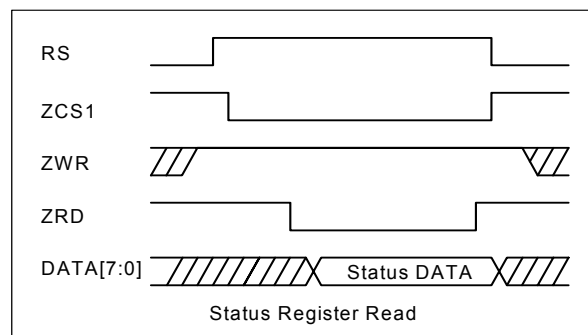 RS
ZCS1
ZWR
ZRD
DATA[7:0] Status DATA
Status Register Read